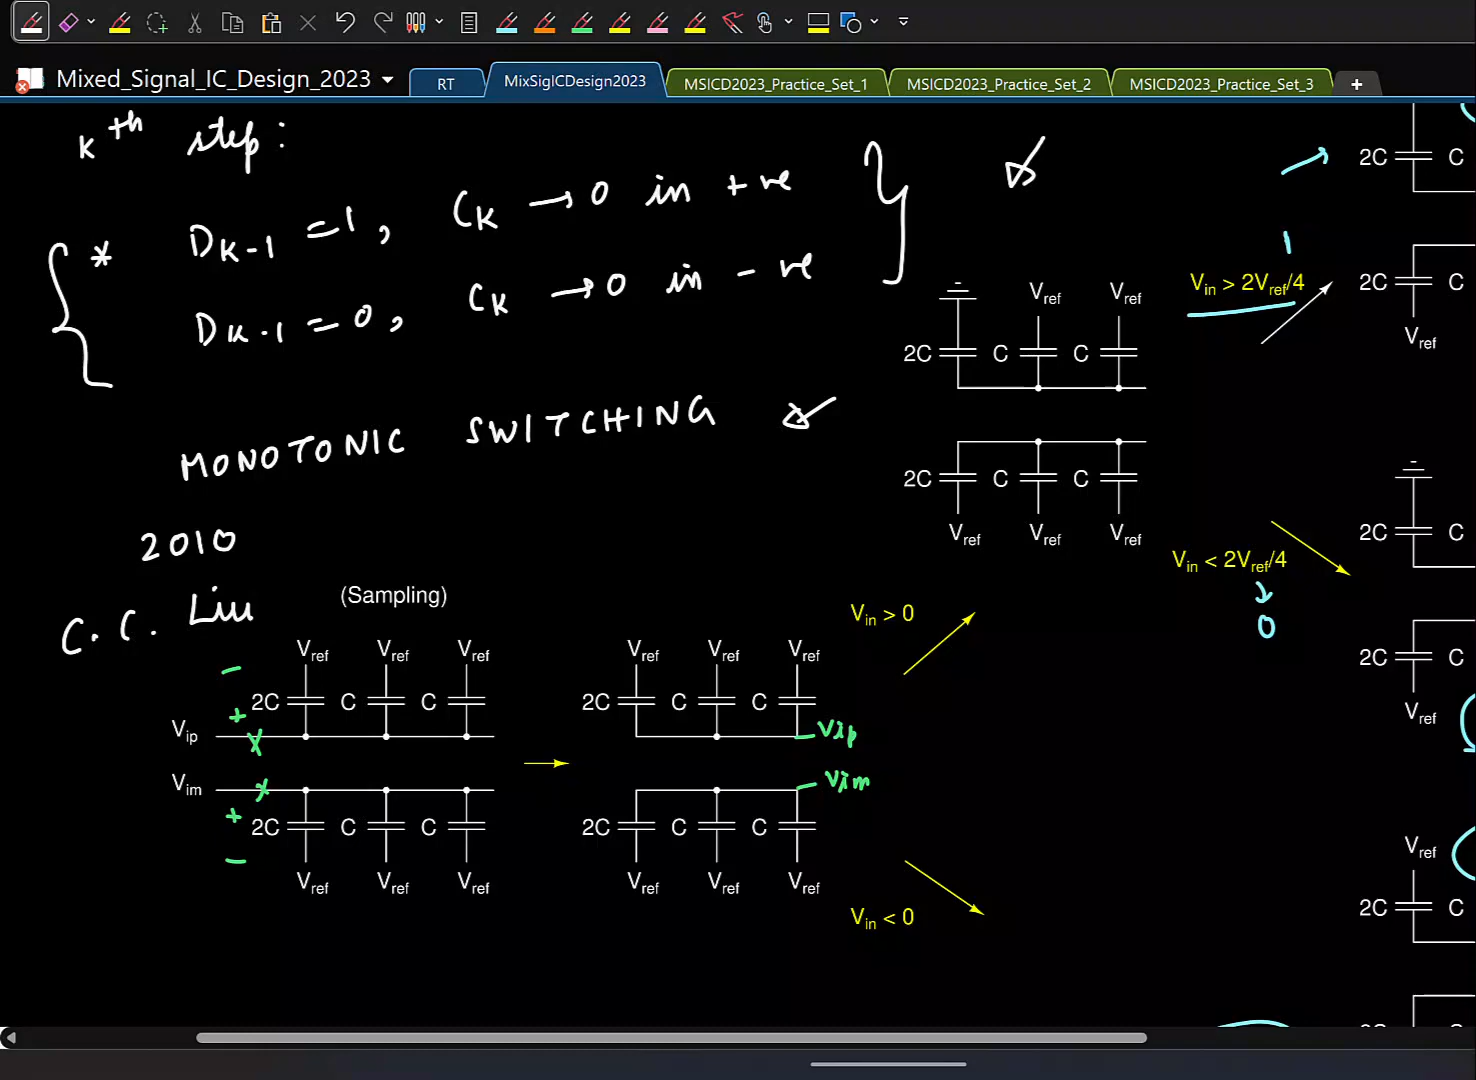 Mixed_Signal_IC_Design_2023 RT MixSigICDesign2023 MSICD2023_Practice_Set_1 MSICD2023_Practice_Set_2 MSICD2023_Practice_Set_3 +
Kth step:
* DK-1 = 1, CK → 0 in +ve
DK-1 = 0, CK → 0 in -ve
MONOTONIC SWITCHING
2010
C. C. Liu
(Sampling)
Vref Vref Vref
2C C C
Vip
Vim
2C C C
Vref Vref Vref
Vref Vref Vref
2C C C
Vip
Vim
2C C C
Vref Vref Vref
Vin > 0
Vin < 0
Vref Vref
2C C C
2C C C
Vref Vref Vref
1
Vin > 2Vref/4
Vin < 2Vref/4
0
2C C
2C C
Vref
2C C
2C C
Vref
Vref
2C C